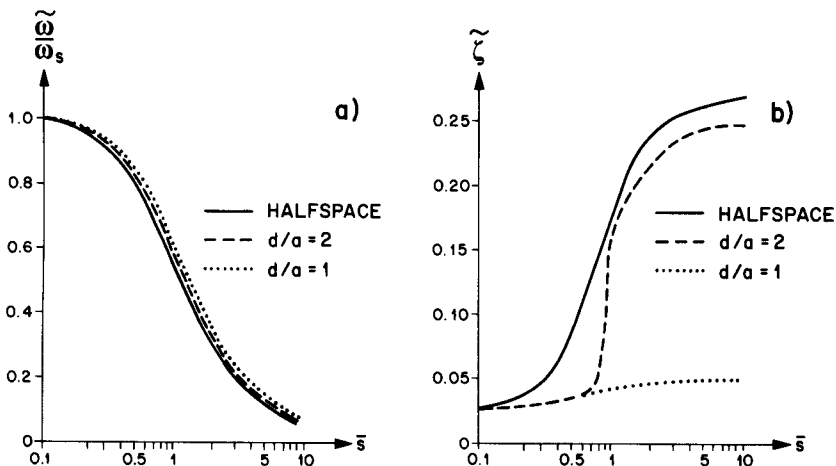 ω̃
ωs
a)
1.0
0.8
0.6
0.4
0.2
0
HALFSPACE
d/a = 2
d/a = 1
0.1
0.5
1
5
10
s̄
ζ̃
b)
0.25
0.20
0.15
0.10
0.05
0
HALFSPACE
d/a = 2
d/a = 1
0.1
0.5
1
5
10
s̄